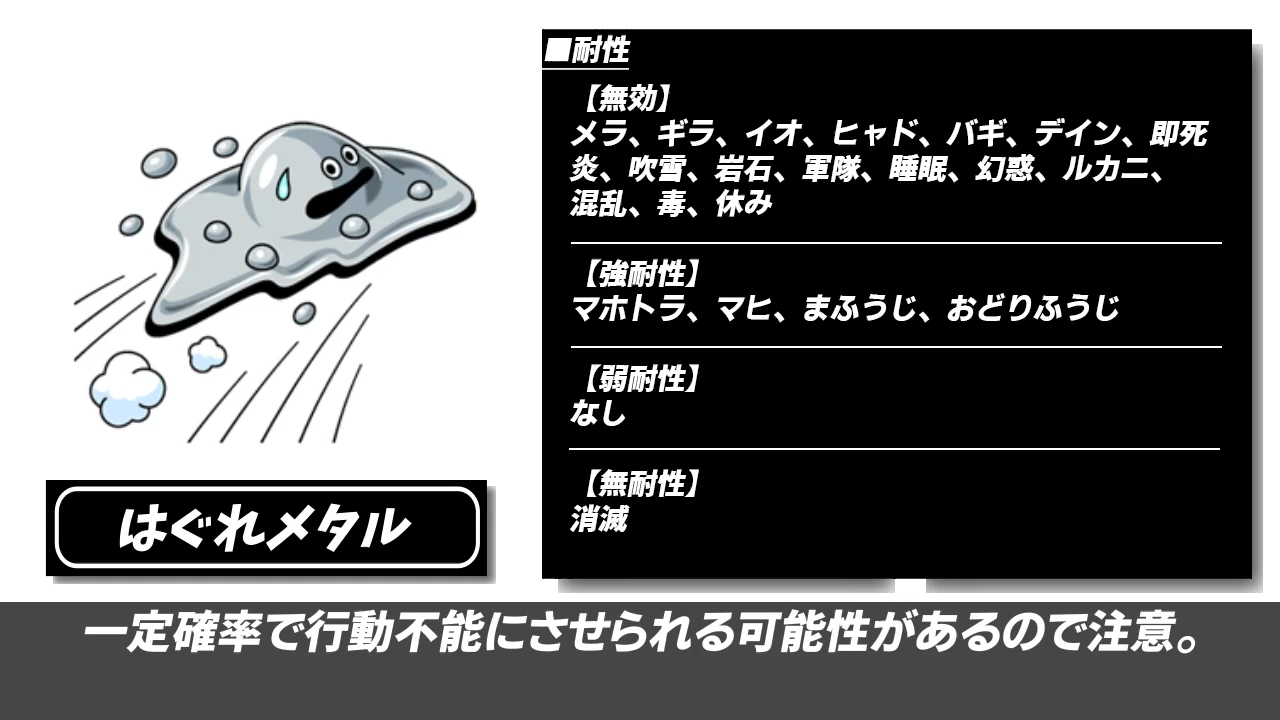 ■耐性
【無効】
メラ、ギラ、イオ、ヒャド、バギ、デイン、即死
炎、吹雪、岩石、軍隊、睡眠、幻惑、ルカニ、
混乱、毒、休み
【強耐性】
マホトラ、マヒ、まふうじ、おどりふうじ
【弱耐性】
なし
【無耐性】
消滅
はぐれメタル
一定確率で行動不能にさせられる可能性があるので注意。